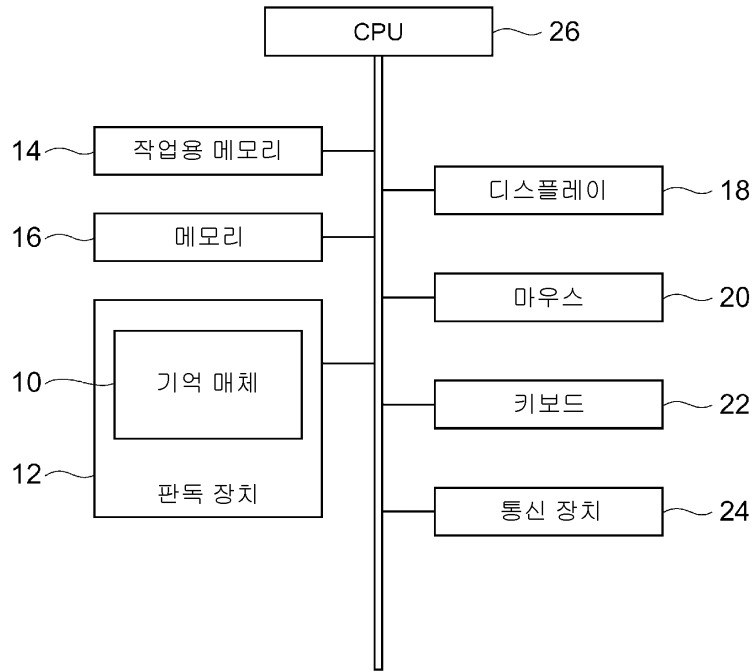 CPU
26
14
작업용 메모리
디스플레이
18
16
메모리
마우스
20
10
기억 매체
키보드
22
12
판독 장치
통신 장치
24